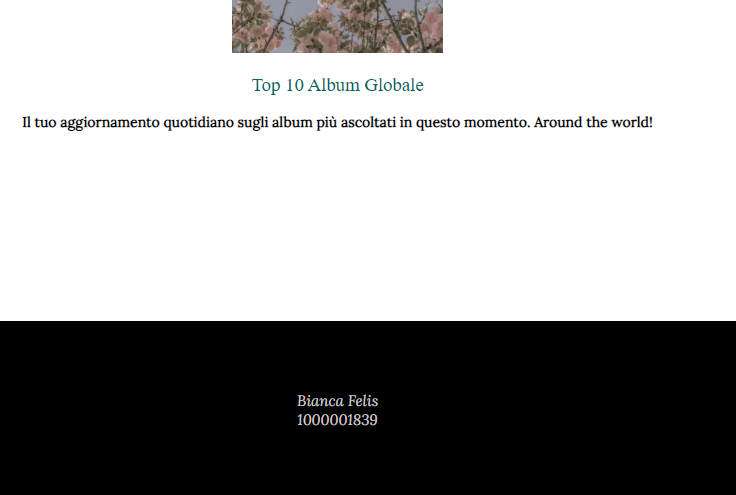 Top 10 Album Globale
Il tuo aggiornamento quotidiano sugli album più ascoltati in questo momento. Around the world!
Bianca Felis
1000001839